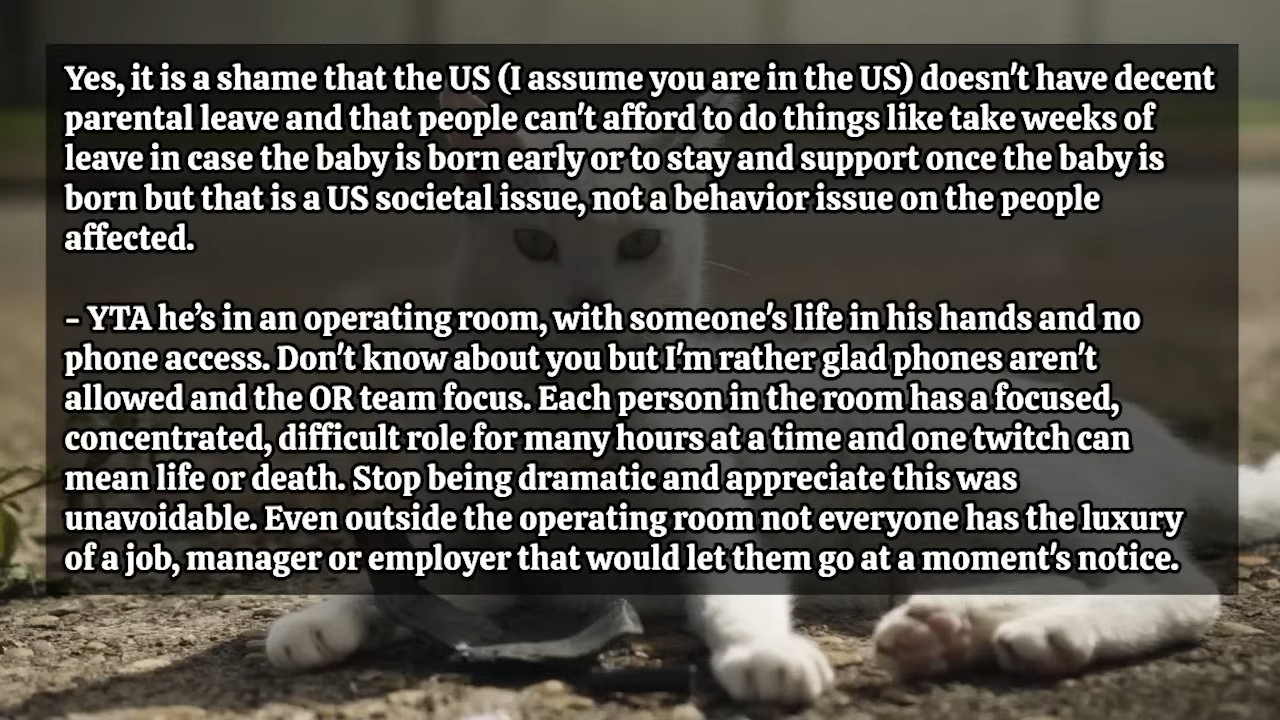 Yes, it is a shame that the US (I assume you are in the US) doesn't have decent
parental leave and that people can't afford to do things like take weeks of
leave in case the baby is born early or to stay and support once the baby is
born but that is a US societal issue, not a behavior issue on the people
affected.
- YTA he’s in an operating room, with someone's life in his hands and no
phone access. Don't know about you but I'm rather glad phones aren't
allowed and the OR team focus. Each person in the room has a focused,
concentrated, difficult role for many hours at a time and one twitch can
mean life or death. Stop being dramatic and appreciate this was
unavoidable. Even outside the operating room not everyone has the luxury
of a job, manager or employer that would let them go at a moment's notice.